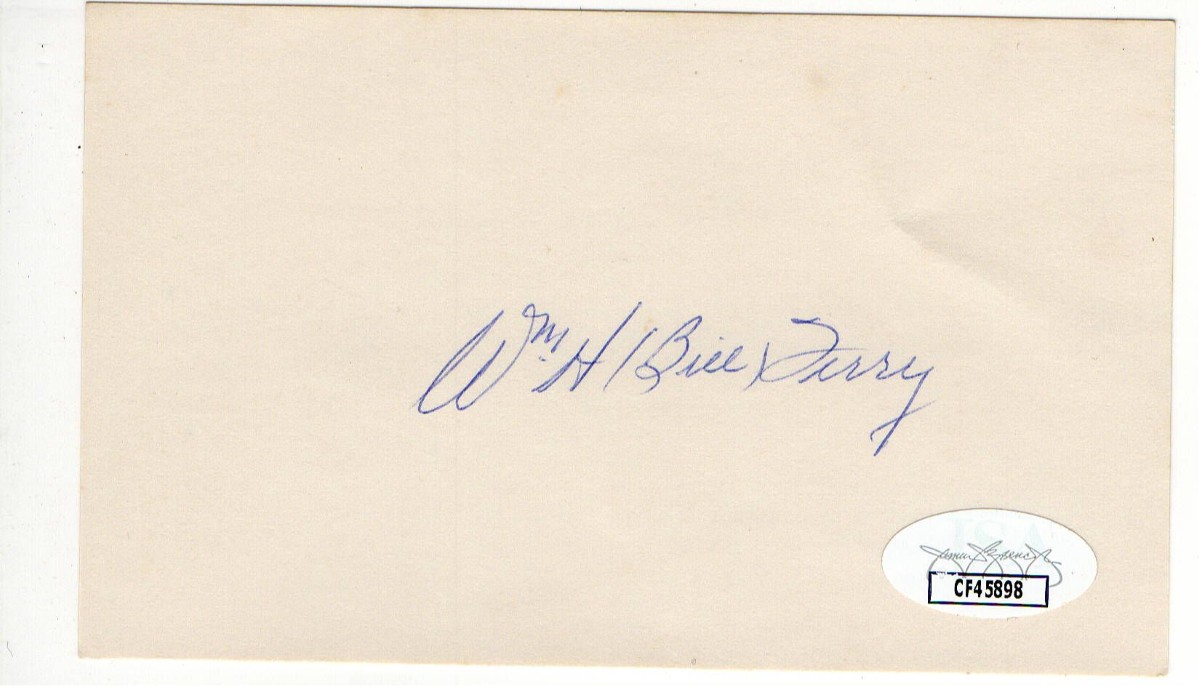 Wm. H (Bill) Terry
CF45898